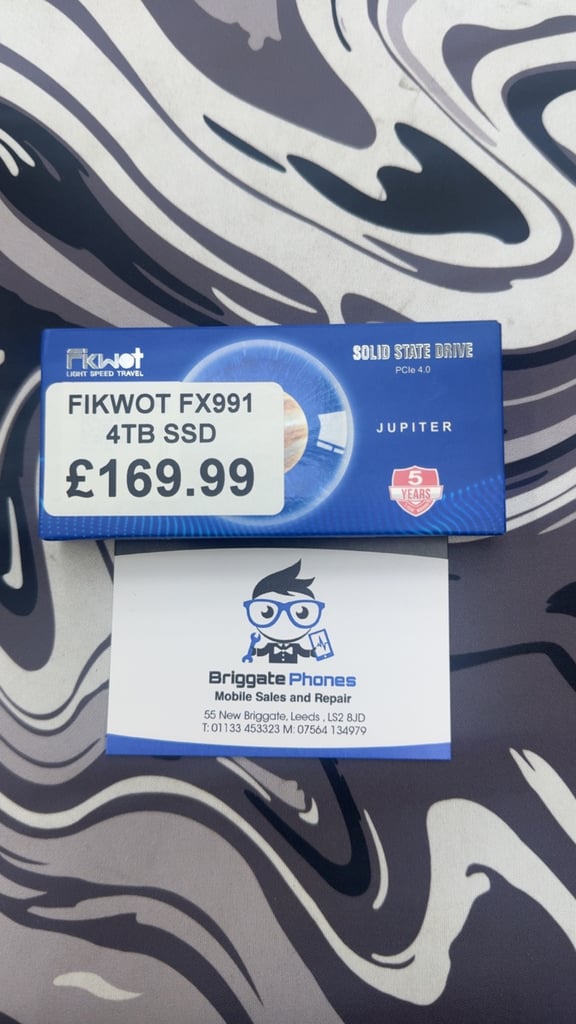 Fikwot
LIGHT SPEED TRAVEL
SOLID STATE DRIVE
PCIe 4.0
FIKWOT FX991
4TB SSD
£169.99
JUPITER
5
YEARS
Briggate Phones
Mobile Sales and Repair
55 New Briggate, Leeds , LS2 8JD
T: 01133 453323 M: 07564 134979